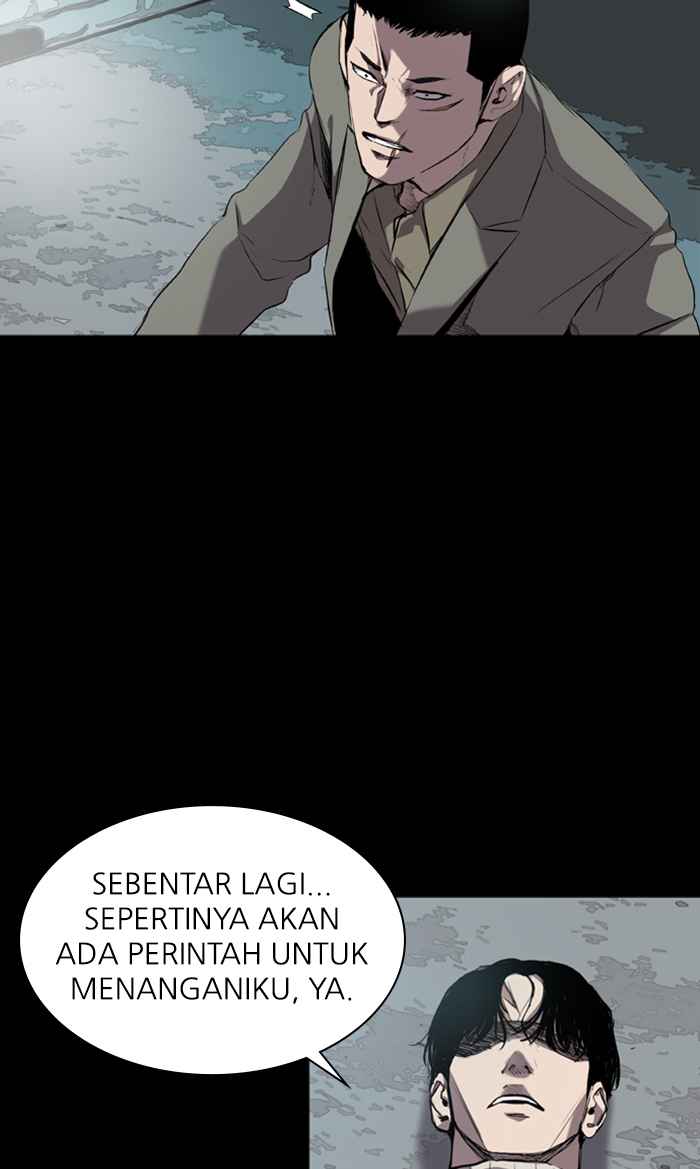 SEBENTAR LAGI...
SEPERTINYA AKAN
ADA PERINTAH UNTUK
MENANGANIKU, YA.